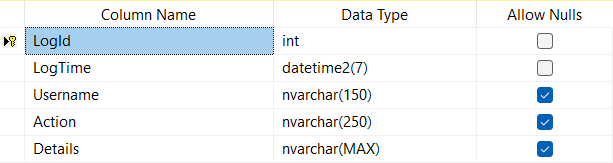 Column Name Data Type Allow Nulls
LogId int
LogTime datetime2(7)
Username nvarchar(150)
Action nvarchar(250)
Details nvarchar(MAX)